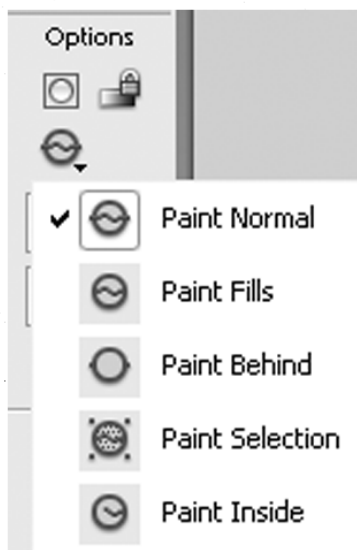 Options
Paint Normal
Paint Fills
Paint Behind
Paint Selection
Paint Inside